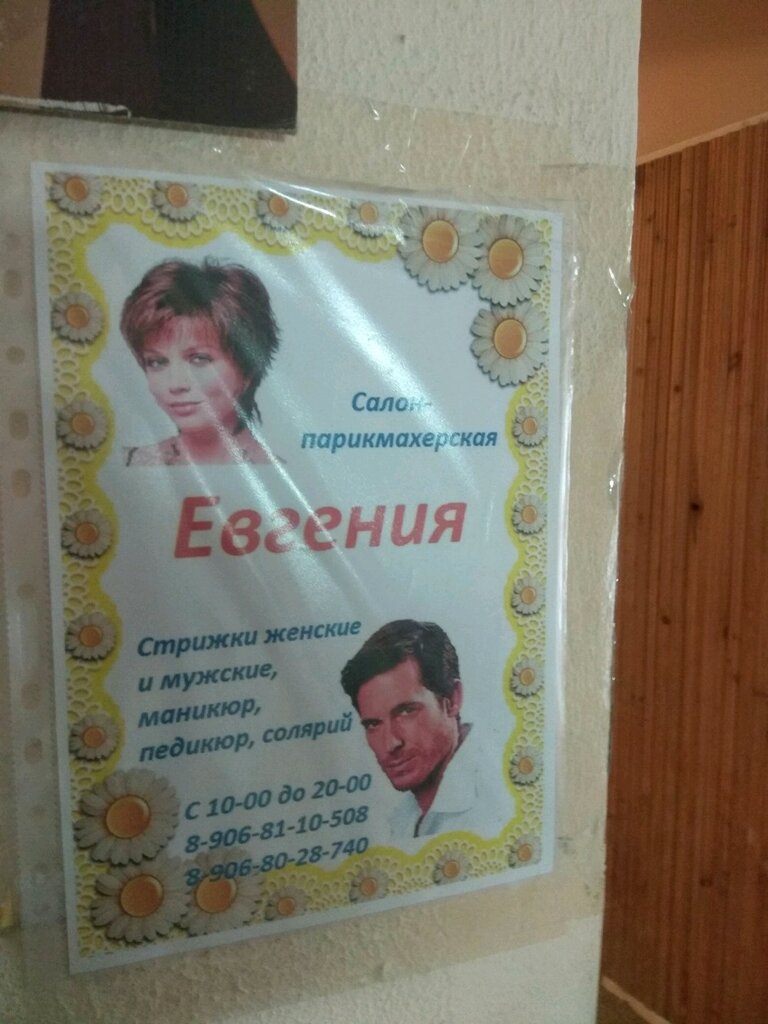 Салон-
парикмахерская
Евгения
Стрижки женские
и мужские,
маникюр,
педикюр, солярий
С 10-00 до 20-00
8-906-81-10-508
8-906-80-28-740